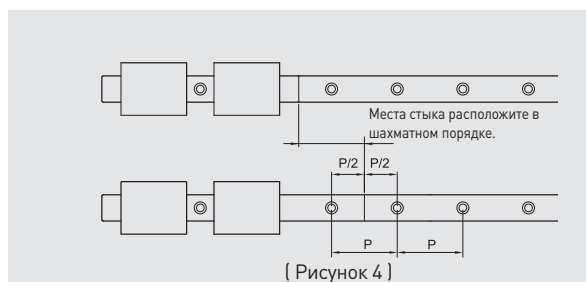 Места стыка расположите в
шахматном порядке.
P/2 P/2
P P
( Рисунок 4 )